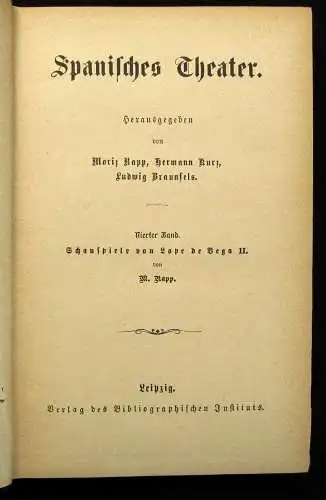 Spanisches Theater.
Herausgegeben
von
Moriz Rapp, Hermann Kurz,
Ludwig Braunfels.
Vierter Band.
Schauspiele von Lope de Vega II.
von
M. Rapp.
Leipzig.
Verlag des Bibliographischen Instituts.